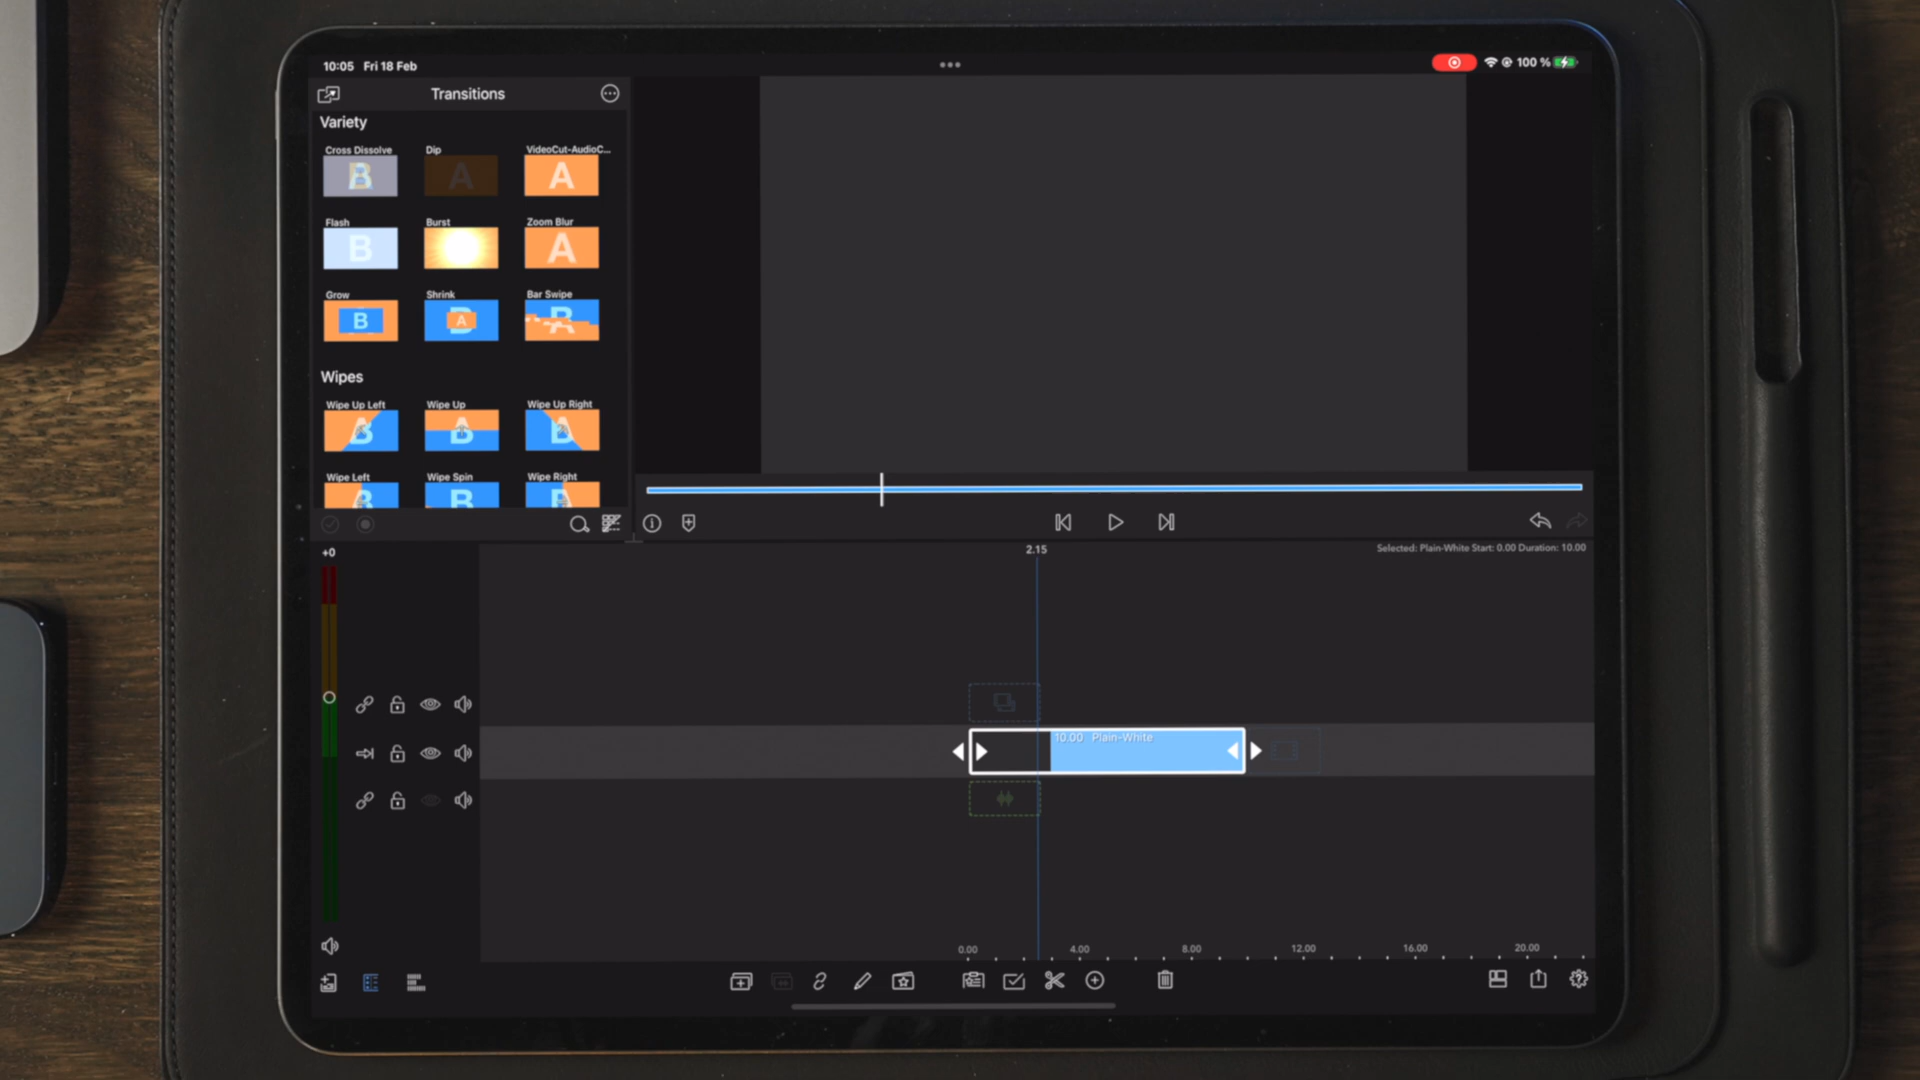 10:05 Fri 18 Feb
100 %
Transitions
Variety
Cross Dissolve Dip VideoCut-AudioC...
B A A
Flash Burst Zoom Blur
B A
Grow Shrink Bar Swipe
B A B
Wipes
Wipe Up Left Wipe Up Wipe Up Right
B B B
Wipe Left Wipe Spin Wipe Right
B B B
+0
2.15
Selected: Plain-White Start: 0.00 Duration: 10.00
10.00 Plain-White
0.00 4.00 8.00 12.00 16.00 20.00